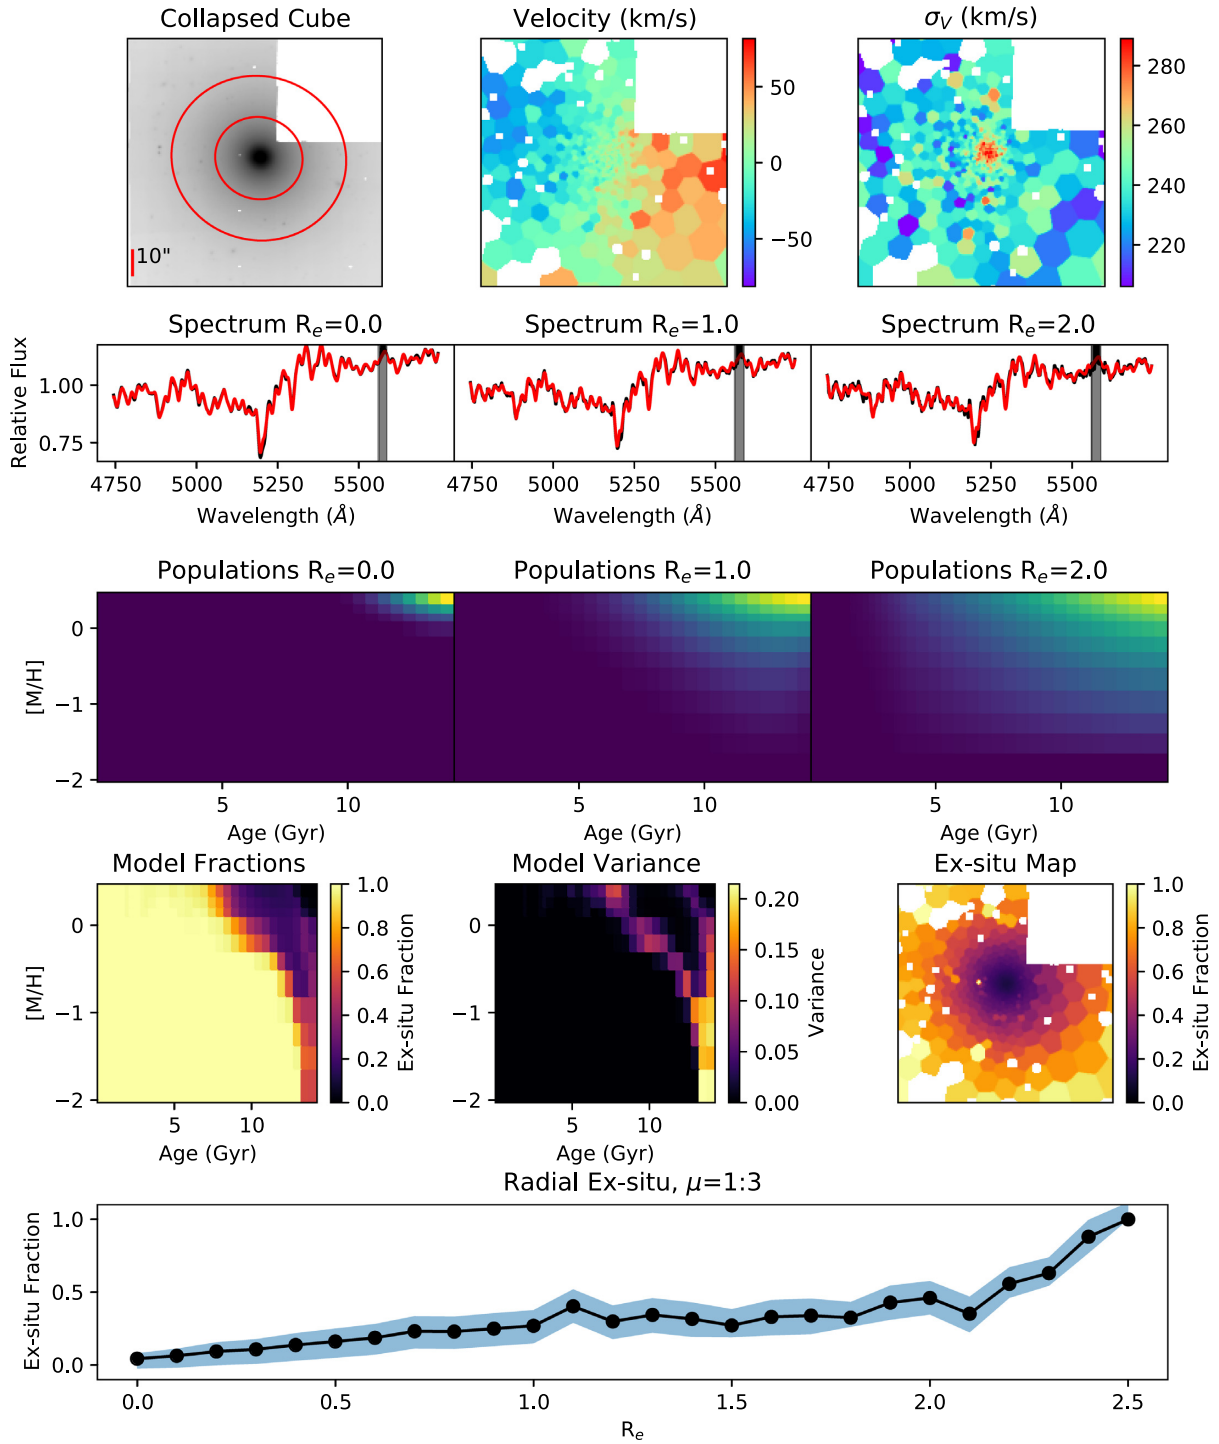 Collapsed Cube
Velocity (km/s)
σ_V (km/s)
10"
50
0
−50
280
260
240
220
Spectrum R_e=0.0
Spectrum R_e=1.0
Spectrum R_e=2.0
Relative Flux
1.00
0.75
4750 5000 5250 5500
4750 5000 5250 5500
4750 5000 5250 5500
Wavelength (Å)
Wavelength (Å)
Wavelength (Å)
Populations R_e=0.0
Populations R_e=1.0
Populations R_e=2.0
[M/H]
0
−1
−2
5 10
5 10
5 10
Age (Gyr)
Age (Gyr)
Age (Gyr)
Model Fractions
Model Variance
Ex-situ Map
[M/H]
0
−1
−2
5 10
Age (Gyr)
1.0
0.8
0.6
0.4
0.2
0.0
Ex-situ Fraction
0
−1
−2
5 10
Age (Gyr)
0.20
0.15
0.10
0.05
0.00
Variance
1.0
0.8
0.6
0.4
0.2
0.0
Ex-situ Fraction
Radial Ex-situ, μ=1:3
Ex-situ Fraction
1.0
0.5
0.0
0.0 0.5 1.0 1.5 2.0 2.5
R_e